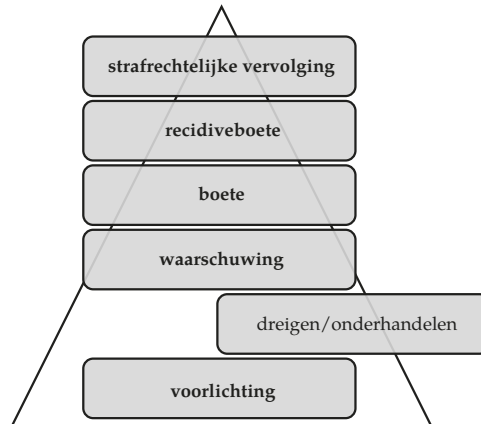 strafrechtelijke vervolging
recidiveboete
boete
waarschuwing
dreigen/onderhandelen
voorlichting